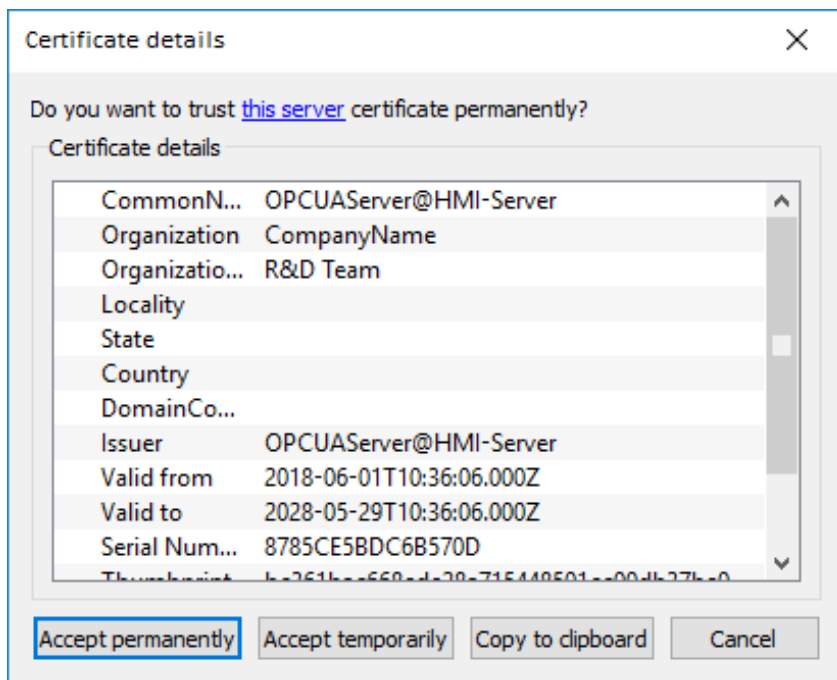 Certificate details
Do you want to trust this server certificate permanently?
Certificate details
CommonN... OPCUAServer@HMI-Server
Organization CompanyName
Organizatio... R&D Team
Locality
State
Country
DomainCo...
Issuer OPCUAServer@HMI-Server
Valid from 2018-06-01T10:36:06.000Z
Valid to 2028-05-29T10:36:06.000Z
Serial Num... 8785CE5BDC6B570D
Thumbprint
Accept permanently Accept temporarily Copy to clipboard Cancel